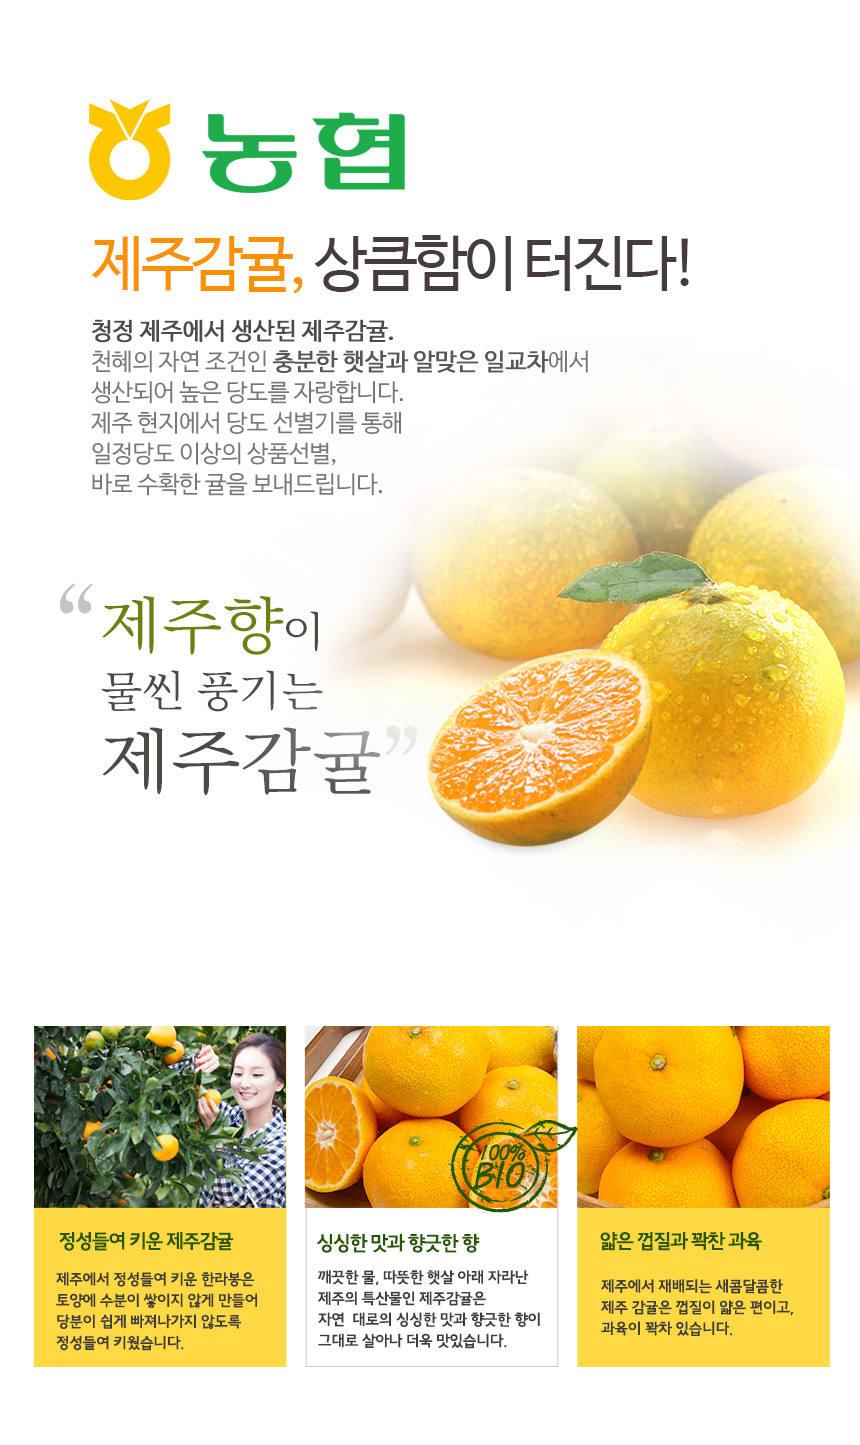 농협
제주감귤, 상큼함이 터진다!
청정 제주에서 생산된 제주감귤.
천혜의 자연 조건인 충분한 햇살과 알맞은 일교차에서
생산되어 높은 당도를 자랑합니다.
제주 현지에서 당도 선별기를 통해
일정당도 이상의 상품선별,
바로 수확한 귤을 보내드립니다.
“제주향이
물씬 풍기는
제주감귤”
100%
BIO
정성들여 키운 제주감귤
제주에서 정성들여 키운 한라봉은
토양에 수분이 쌓이지 않게 만들어
당분이 쉽게 빠져나가지 않도록
정성들여 키웠습니다.
싱싱한 맛과 향긋한 향
깨끗한 물, 따뜻한 햇살 아래 자라난
제주의 특산물인 제주감귤은
자연 대로의 싱싱한 맛과 향긋한 향이
그대로 살아나 더욱 맛있습니다.
얇은 껍질과 꽉찬 과육
제주에서 재배되는 새콤달콤한
제주 감귤은 껍질이 얇은 편이고,
과육이 꽉차 있습니다.